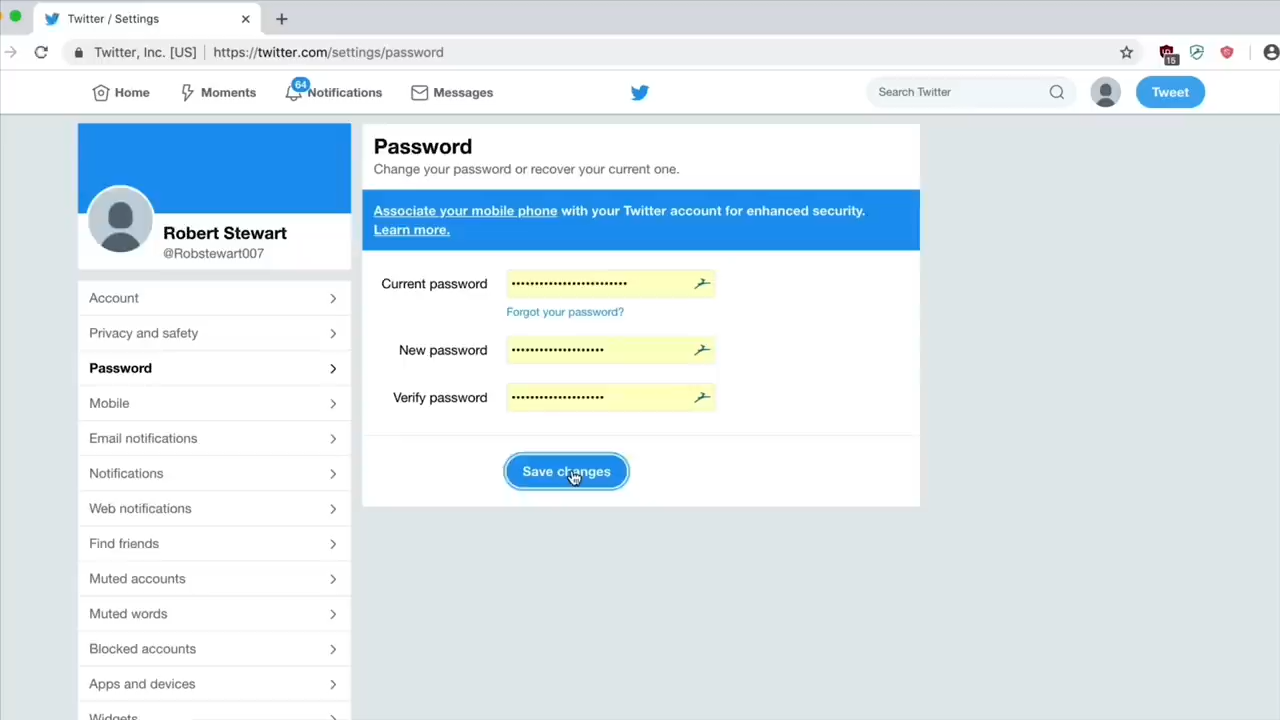 Twitter / Settings
Twitter, Inc. [US] | https://twitter.com/settings/password
15
Home
Moments
64
Notifications
Messages
Search Twitter
Tweet
Robert Stewart
@Robstewart007
Account
Privacy and safety
Password
Mobile
Email notifications
Notifications
Web notifications
Find friends
Muted accounts
Muted words
Blocked accounts
Apps and devices
Widgets
Password
Change your password or recover your current one.
Associate your mobile phone with your Twitter account for enhanced security.
Learn more.
Current password
Forgot your password?
New password
Verify password
Save changes